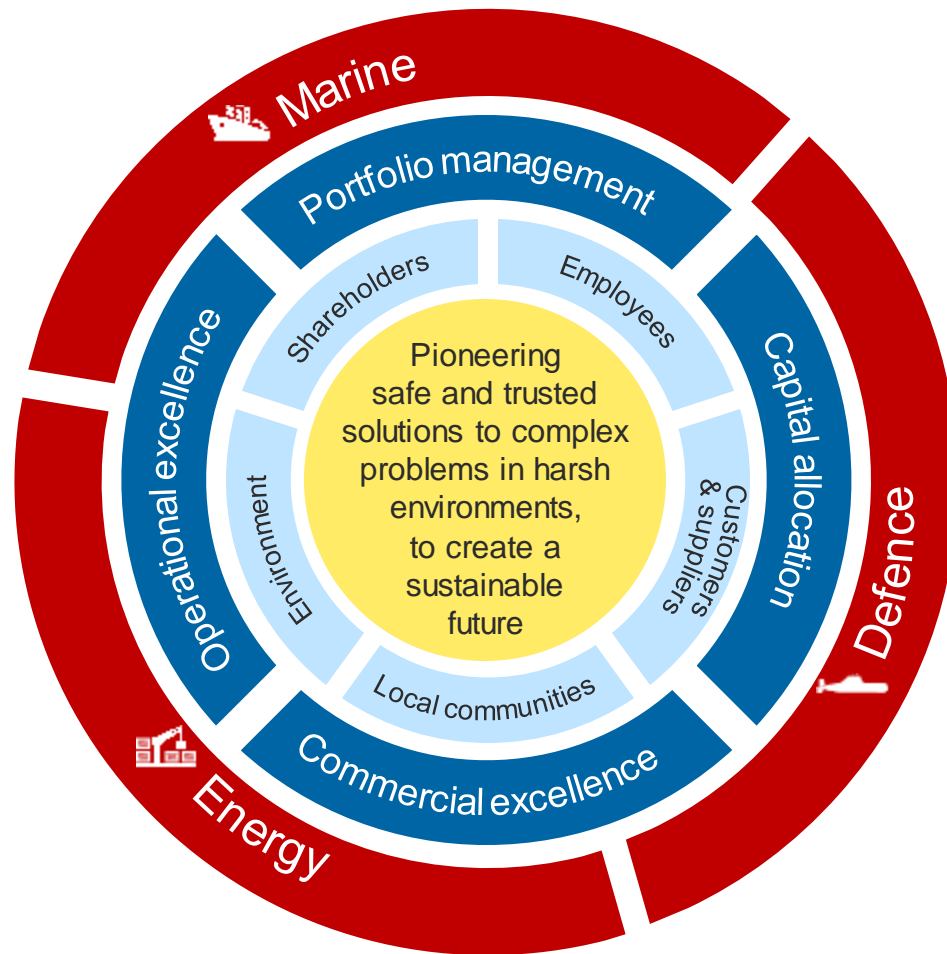 Marine
Defence
Energy
Portfolio management
Capital allocation
Commercial excellence
Operational excellence
Shareholders
Employees
Customers
& suppliers
Local communities
Environment
Pioneering
safe and trusted
solutions to complex
problems in harsh
environments,
to create a
sustainable
future